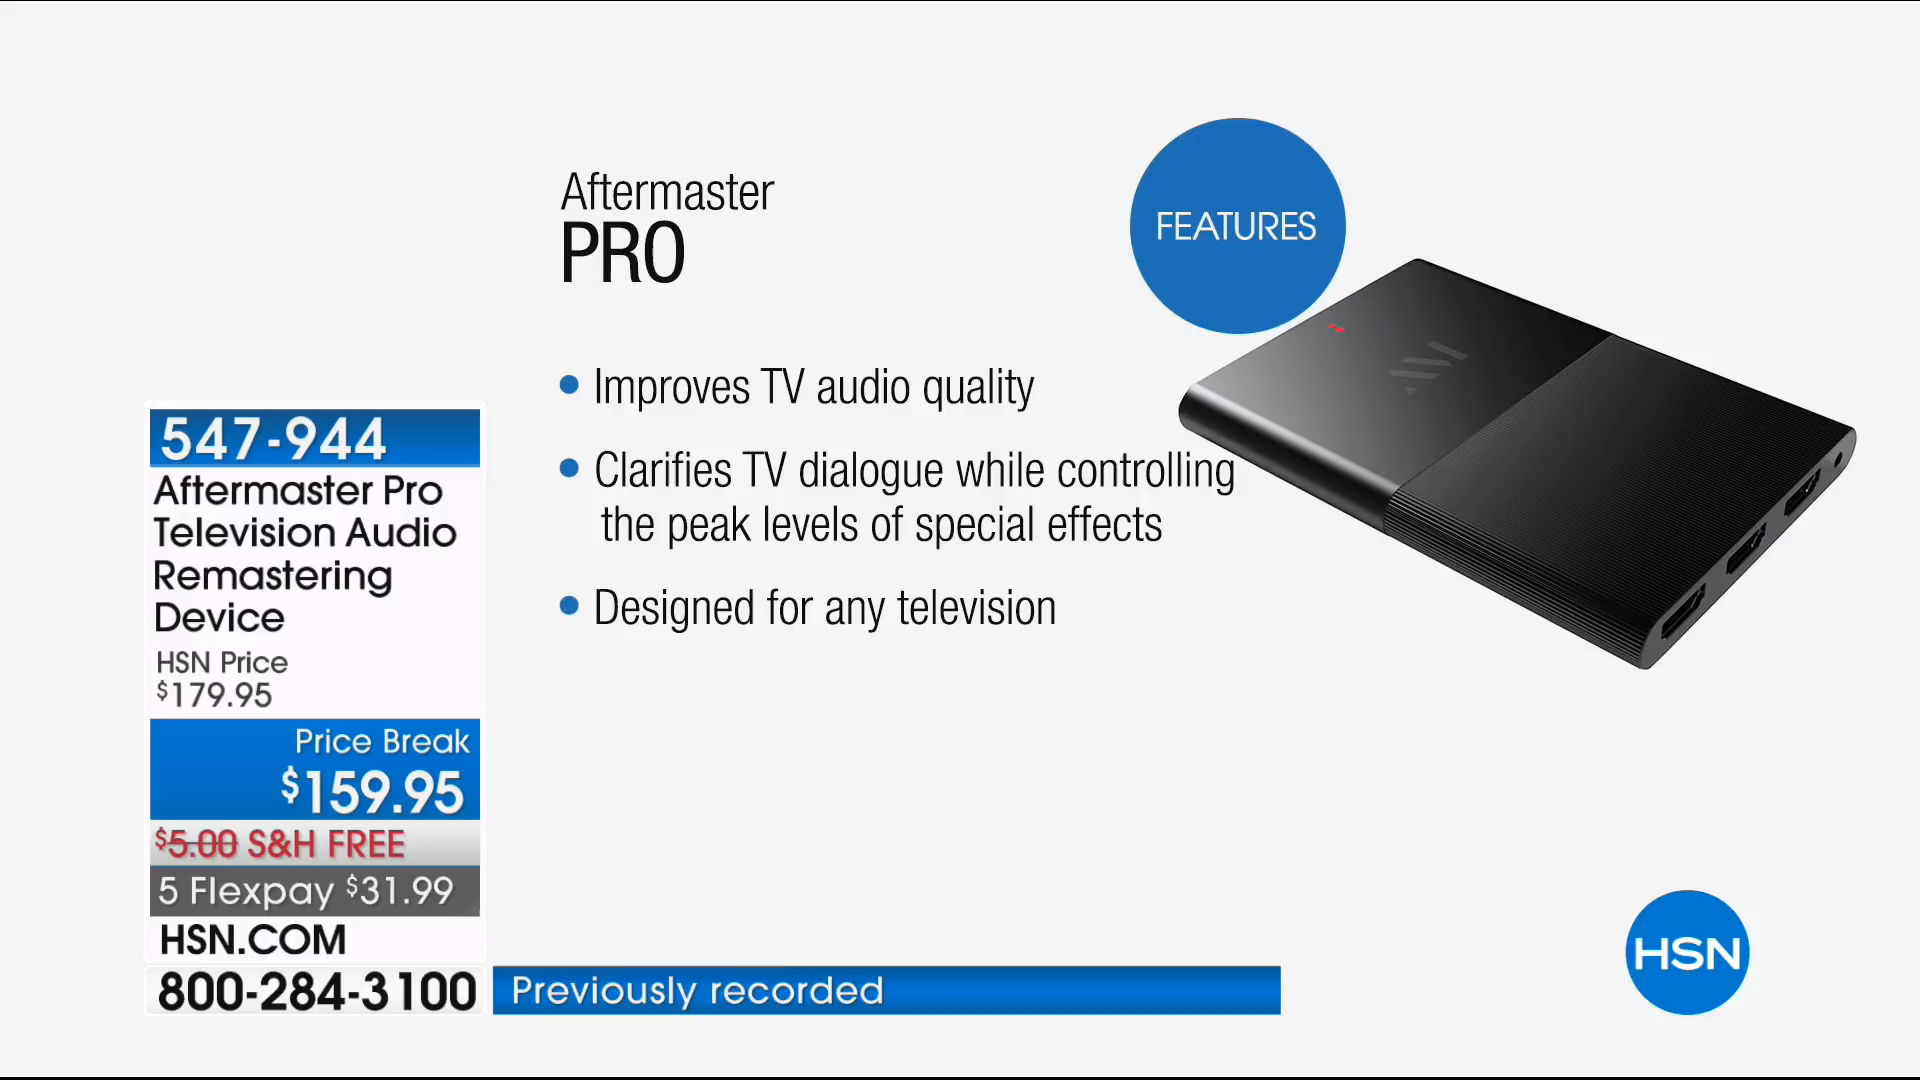 Aftermaster
PRO
FEATURES
• Improves TV audio quality
• Clarifies TV dialogue while controlling
the peak levels of special effects
• Designed for any television
547-944
Aftermaster Pro
Television Audio
Remastering
Device
HSN Price
$179.95
Price Break
$159.95
$5.00 S&H FREE
5 Flexpay $31.99
HSN.COM
800-284-3100
Previously recorded
HSN